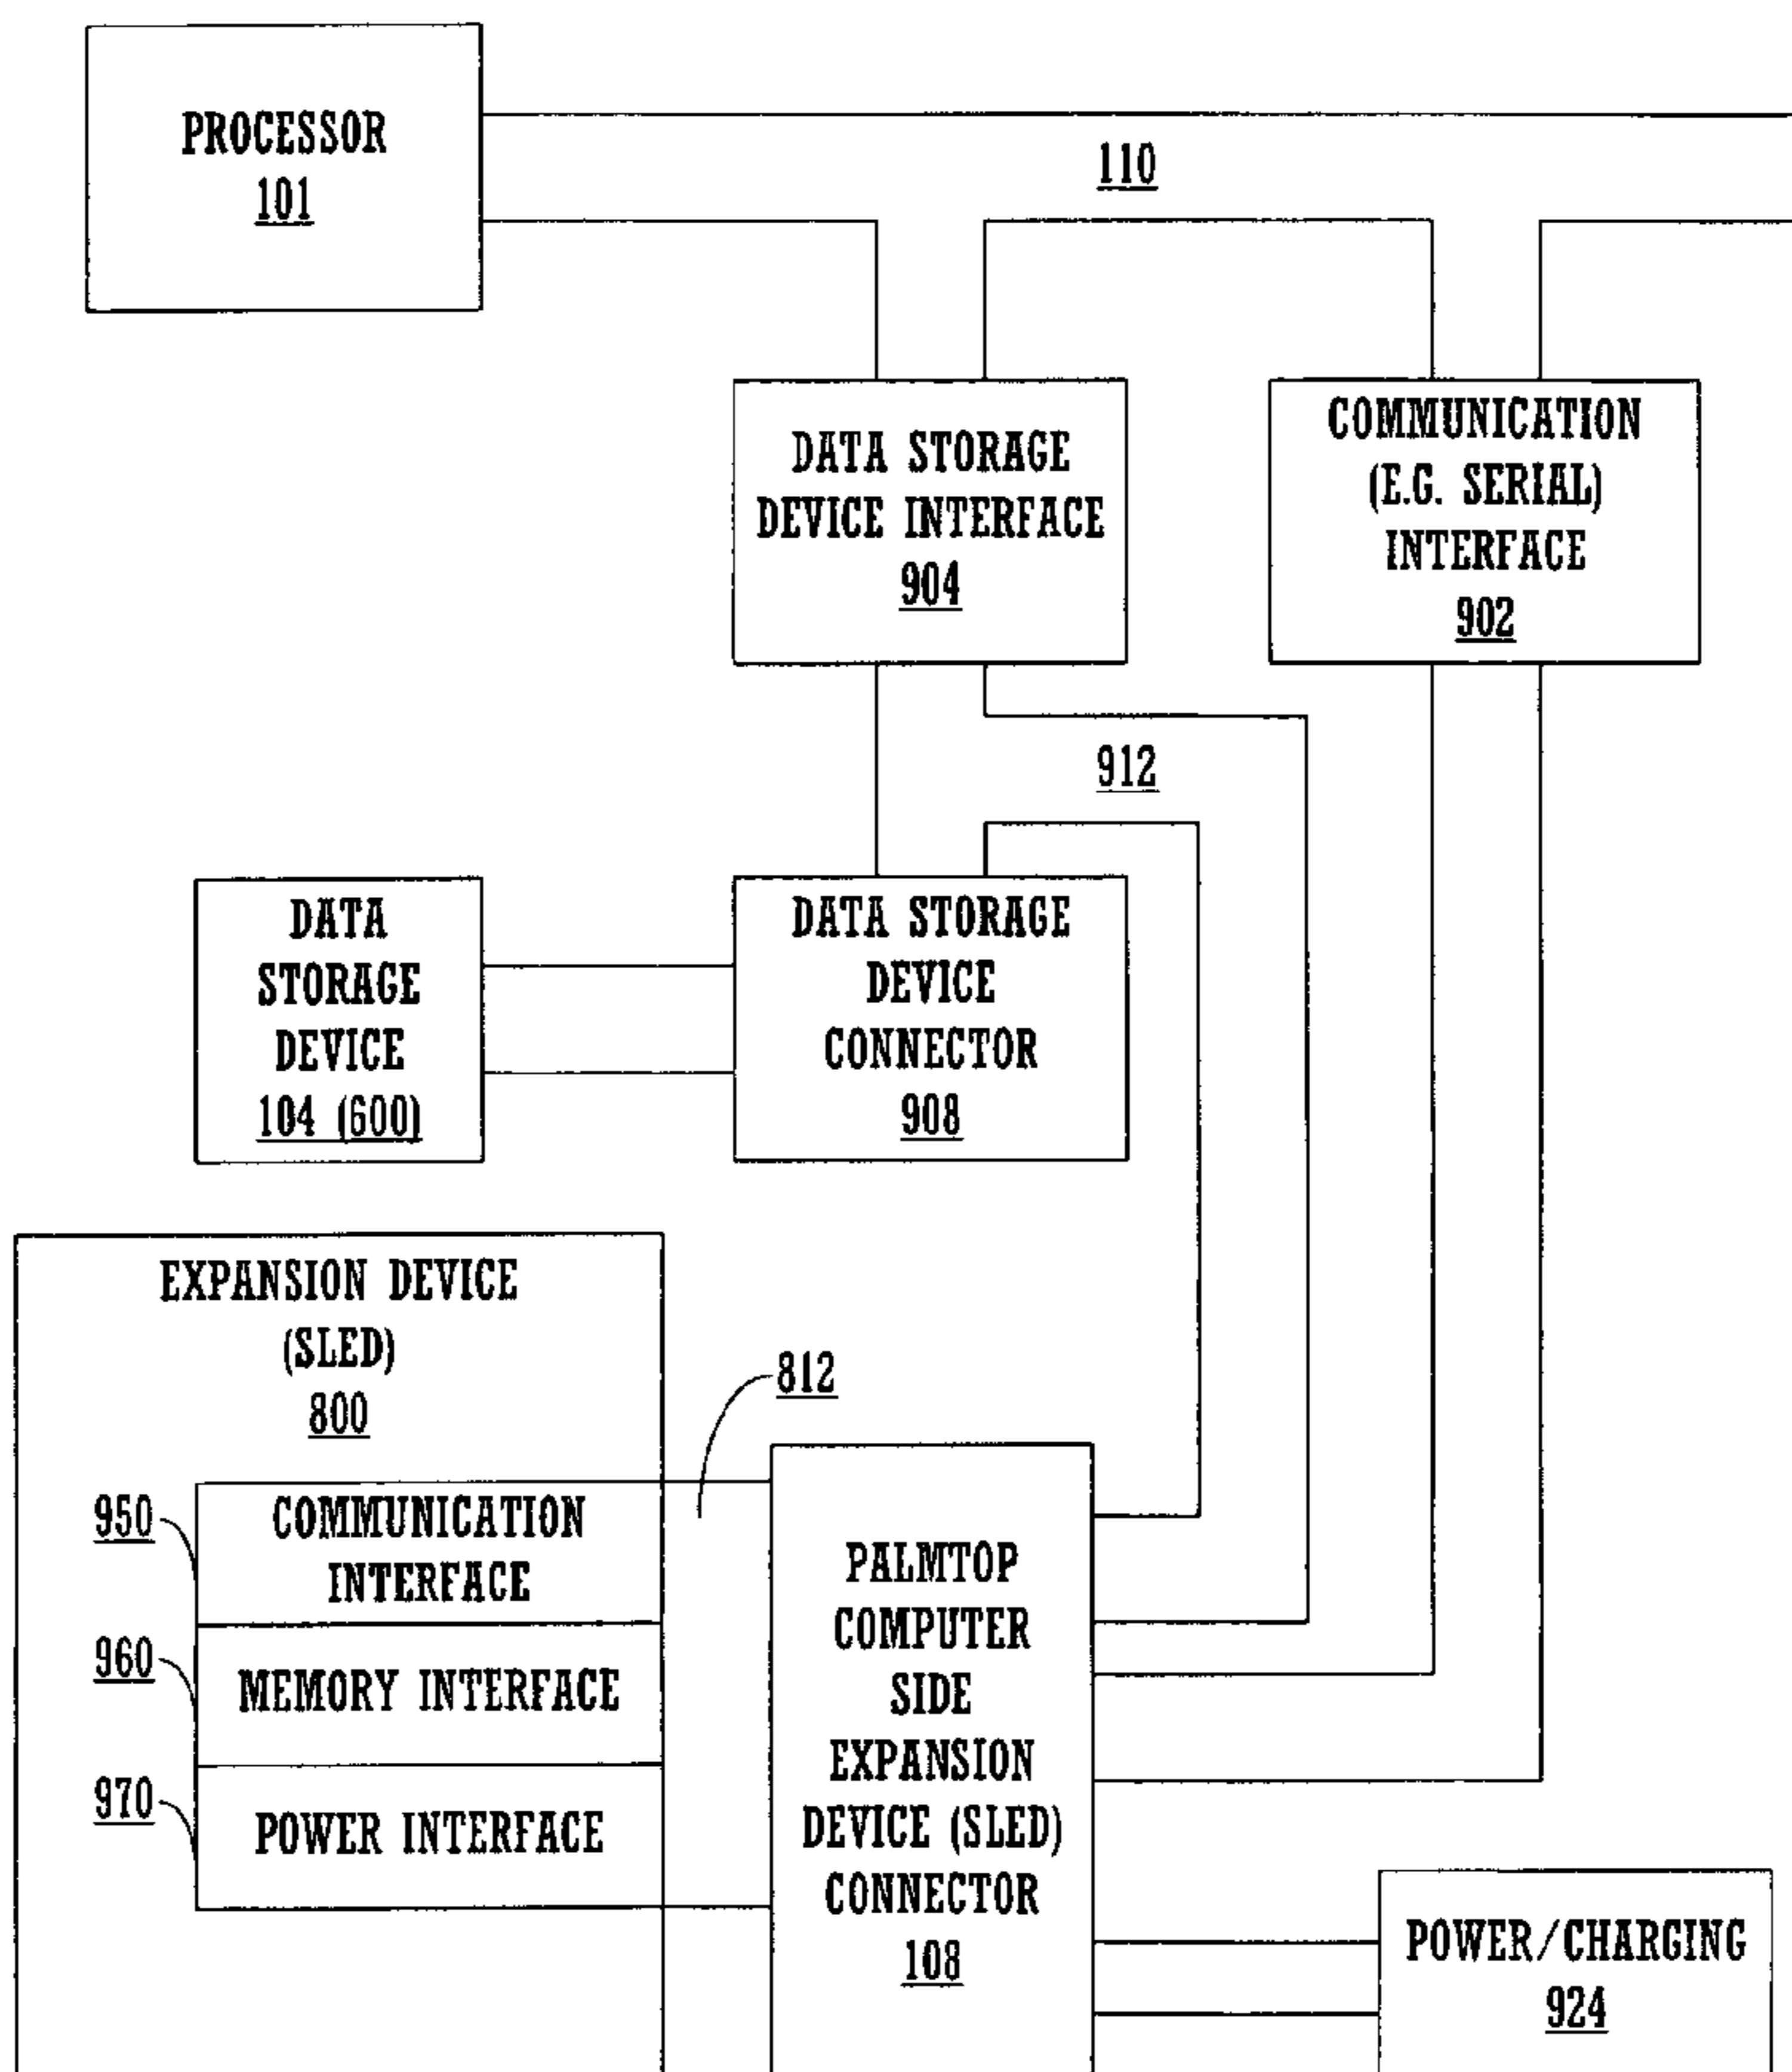 PROCESSOR
101
110
DATA STORAGE
DEVICE INTERFACE
904
COMMUNICATION
(E.G. SERIAL)
INTERFACE
902
912
DATA
STORAGE
DEVICE
104 (600)
DATA STORAGE
DEVICE
CONNECTOR
908
EXPANSION DEVICE
(SLED)
800
812
950
COMMUNICATION
INTERFACE
960
MEMORY INTERFACE
970
POWER INTERFACE
PALMTOP
COMPUTER
SIDE
EXPANSION
DEVICE (SLED)
CONNECTOR
108
POWER/CHARGING
924